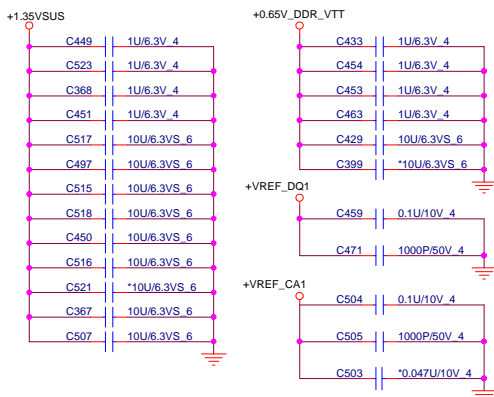 +1.35VSUS
C449 1U/6.3V_4
C523 1U/6.3V_4
C368 1U/6.3V_4
C451 1U/6.3V_4
C517 10U/6.3VS_6
C497 10U/6.3VS_6
C515 10U/6.3VS_6
C518 10U/6.3VS_6
C450 10U/6.3VS_6
C516 10U/6.3VS_6
C521 *10U/6.3VS_6
C367 10U/6.3VS_6
C507 10U/6.3VS_6
+0.65V_DDR_VTT
C433 1U/6.3V_4
C454 1U/6.3V_4
C453 1U/6.3V_4
C463 1U/6.3V_4
C429 10U/6.3VS_6
C399 *10U/6.3VS_6
+VREF_DQ1
C459 0.1U/10V_4
C471 1000P/50V_4
+VREF_CA1
C504 0.1U/10V_4
C505 1000P/50V_4
C503 *0.047U/10V_4